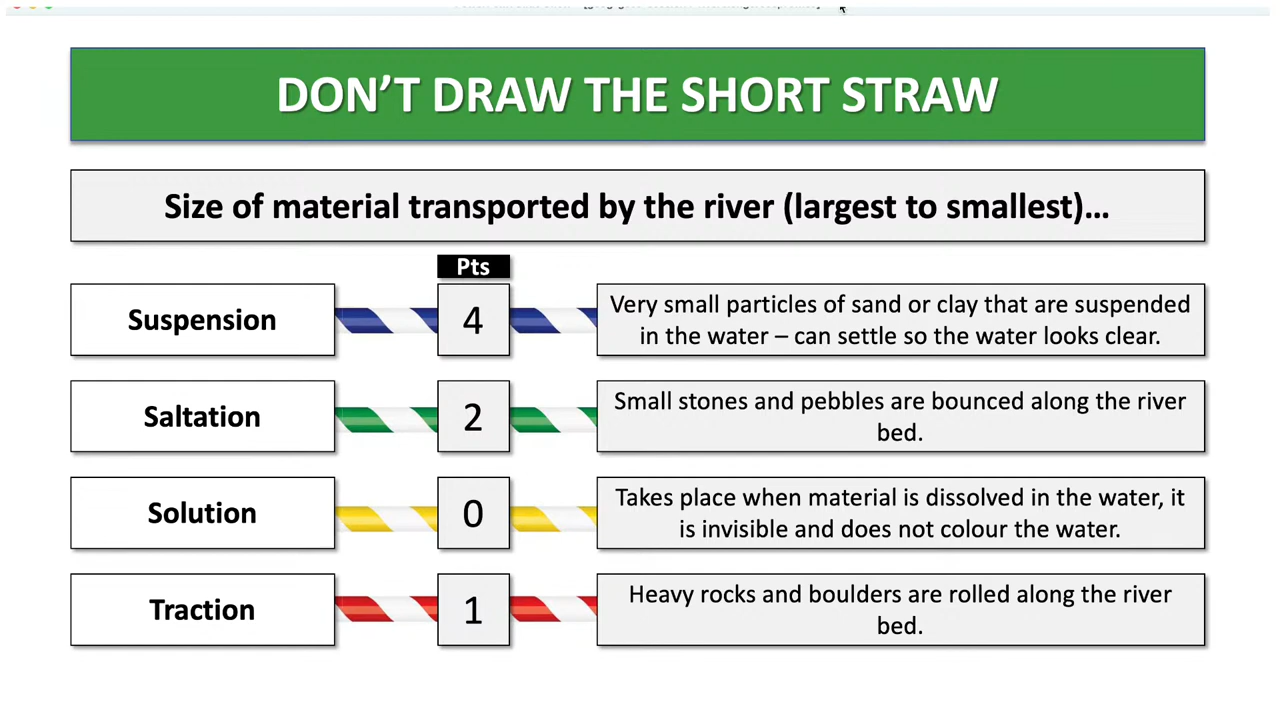 DON'T DRAW THE SHORT STRAW
Size of material transported by the river (largest to smallest)...
Pts
Suspension
4
Very small particles of sand or clay that are suspended
in the water – can settle so the water looks clear.
Saltation
2
Small stones and pebbles are bounced along the river
bed.
Solution
0
Takes place when material is dissolved in the water, it
is invisible and does not colour the water.
Traction
1
Heavy rocks and boulders are rolled along the river
bed.